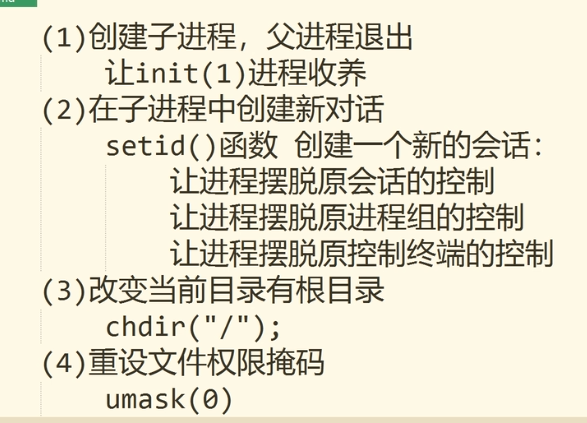 (1)创建子进程，父进程退出
让init(1)进程收养
(2)在子进程中创建新对话
setid()函数 创建一个新的会话：
让进程摆脱原会话的控制
让进程摆脱原进程组的控制
让进程摆脱原控制终端的控制
(3)改变当前目录有根目录
chdir("/");
(4)重设文件权限掩码
umask(0)